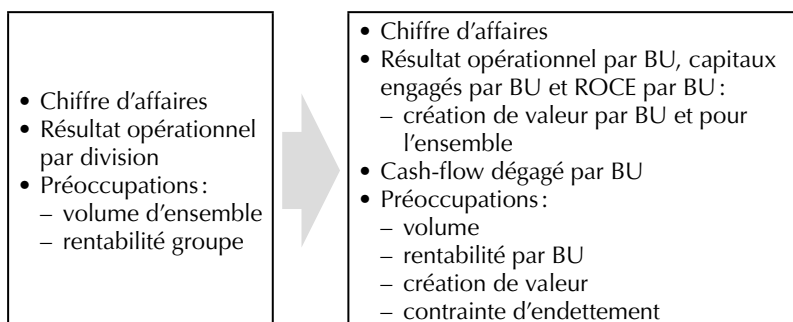 • Chiffre d'affaires
• Résultat opérationnel
par division
• Préoccupations :
– volume d'ensemble
– rentabilité groupe
• Chiffre d'affaires
• Résultat opérationnel par BU, capitaux
engagés par BU et ROCE par BU :
– création de valeur par BU et pour
l'ensemble
• Cash-flow dégagé par BU
• Préoccupations :
– volume
– rentabilité par BU
– création de valeur
– contrainte d'endettement